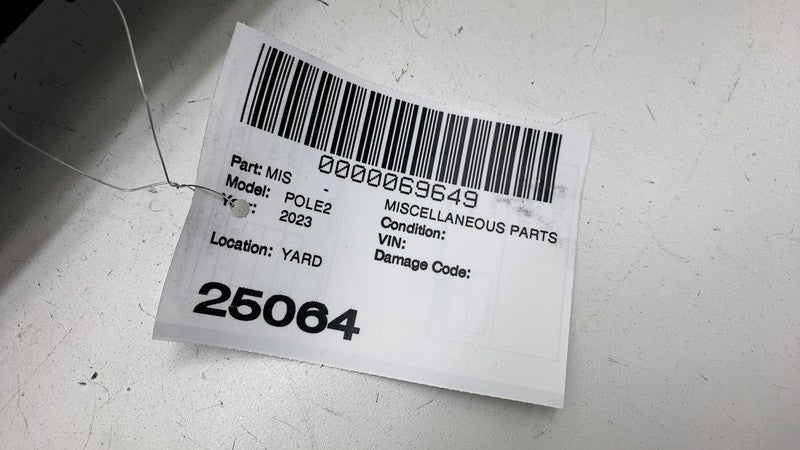 0000069649
Part: MIS - MISCELLANEOUS PARTS
Model: POLE2 Condition:
2023 VIN:
Damage Code:
Location: YARD
25064